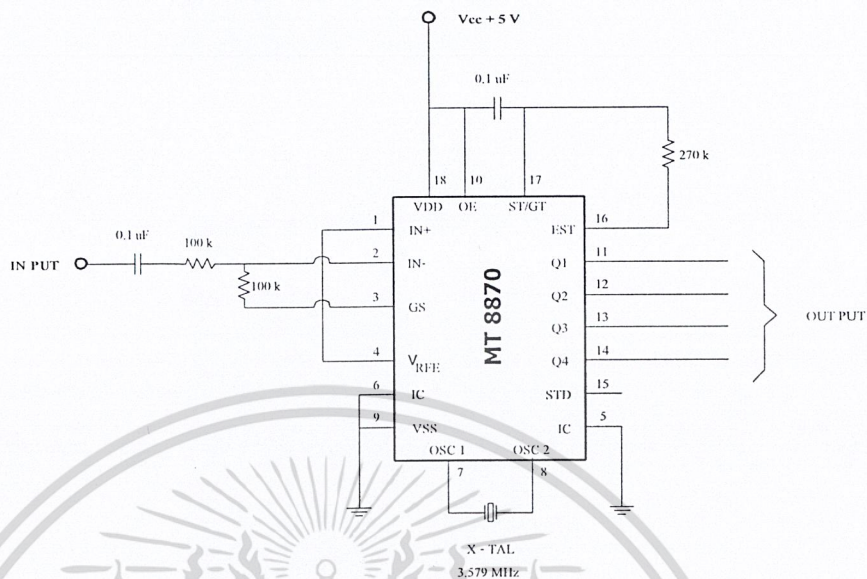 Vcc + 5 V
0.1 uF
270 k
18
10
17
VDD
OE
ST/GT
1
IN+
16
EST
0.1 uF
100 k
IN PUT
2
IN-
11
Q1
100 k
3
GS
12
Q2
MT 8870
13
Q3
OUT PUT
4
VRFE
14
Q4
6
IC
15
STD
9
VSS
5
IC
OSC 1
OSC 2
7
8
X - TAL
3.579 MHz